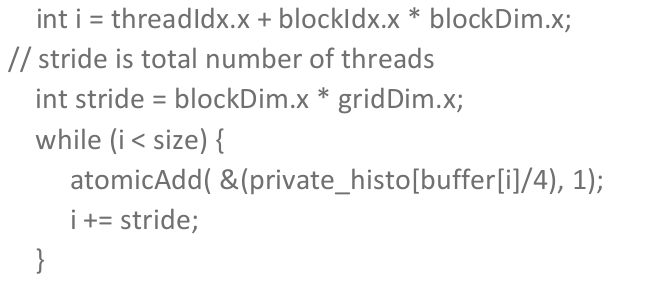 int i = threadIdx.x + blockIdx.x * blockDim.x;
// stride is total number of threads
int stride = blockDim.x * gridDim.x;
while (i < size) {
atomicAdd( &(private_histo[buffer[i]/4), 1);
i += stride;
}